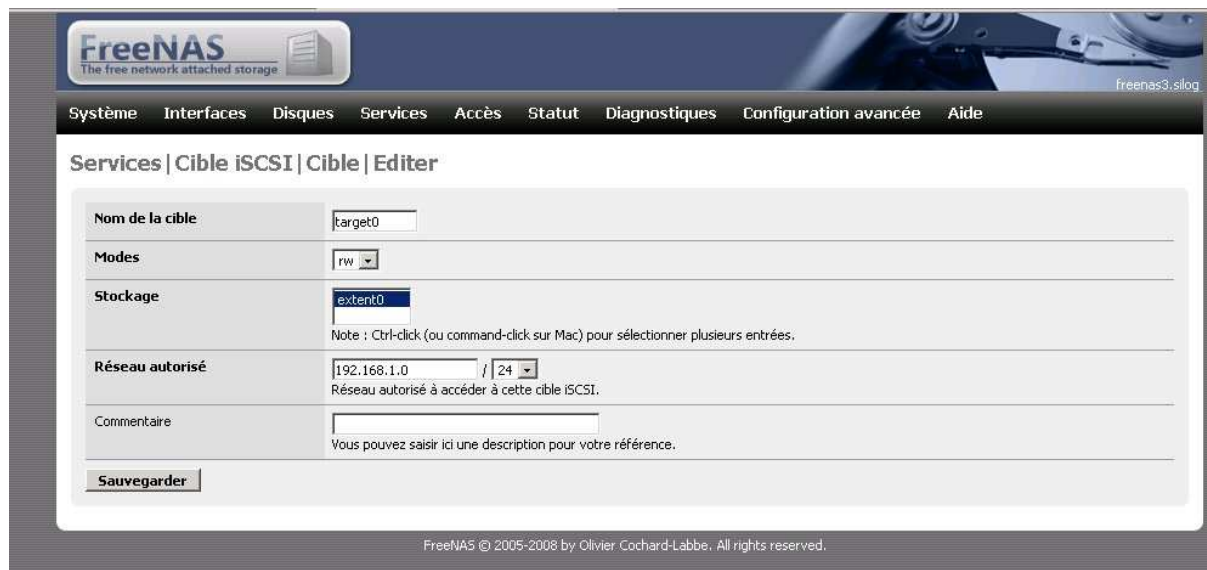 FreeNAS
The free network attached storage
freenas3.silog
Système Interfaces Disques Services Accès Statut Diagnostiques Configuration avancée Aide
Services|Cible iSCSI|Cible|Editer
Nom de la cible target0
Modes rw
Stockage extent0
Note : Ctrl-click (ou command-click sur Mac) pour sélectionner plusieurs entrées.
Réseau autorisé 192.168.1.0 / 24
Réseau autorisé à accéder à cette cible iSCSI.
Commentaire
Vous pouvez saisir ici une description pour votre référence.
Sauvegarder
FreeNAS © 2005-2008 by Olivier Cochard-Labbe. All rights reserved.